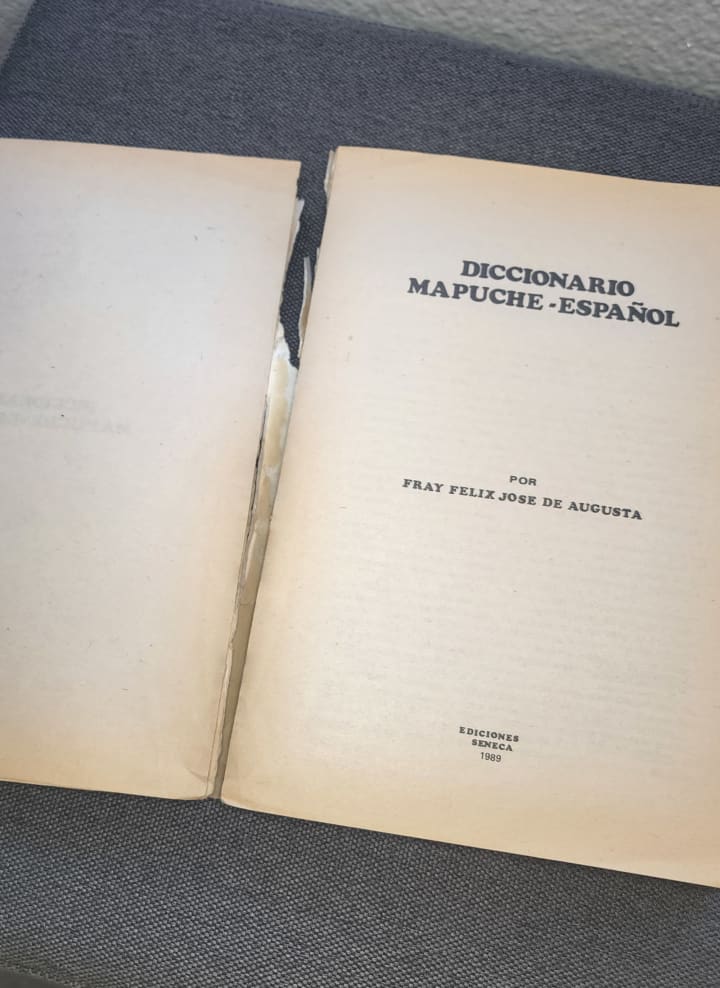 DICCIONARIO
MAPUCHE-ESPAÑOL
POR
FRAY FELIX JOSE DE AUGUSTA
EDICIONES
SENECA
1989